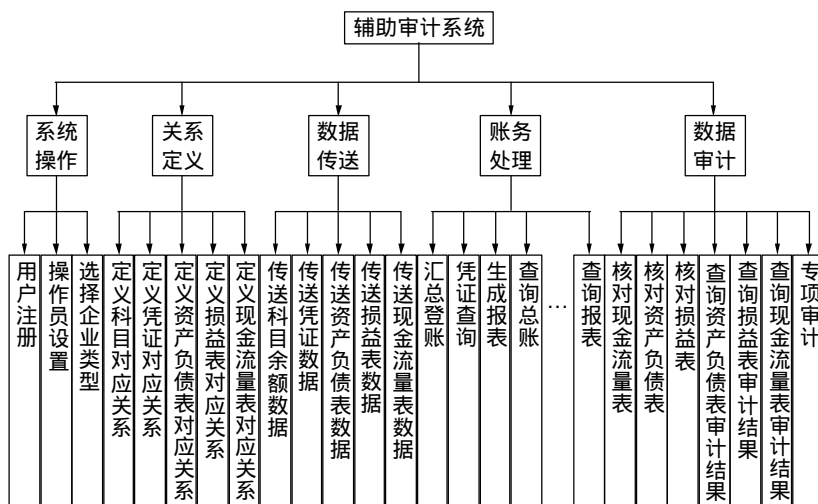 辅助审计系统
系统
操作
关系
定义
数据
传送
账务
处理
数据
审计
用户注册
操作员设置
选择企业类型
定义科目对应关系
定义凭证对应关系
定义资产负债表对应关系
定义损益表对应关系
定义现金流量表对应关系
传送科目余额数据
传送凭证数据
传送资产负债表数据
传送损益表数据
传送现金流量表数据
汇总登账
凭证查询
生成报表
查询总账
…
查询报表
核对现金流量表
核对资产负债表
核对损益表
查询资产负债表审计结果
查询损益表审计结果
查询现金流量表审计结果
专项审计